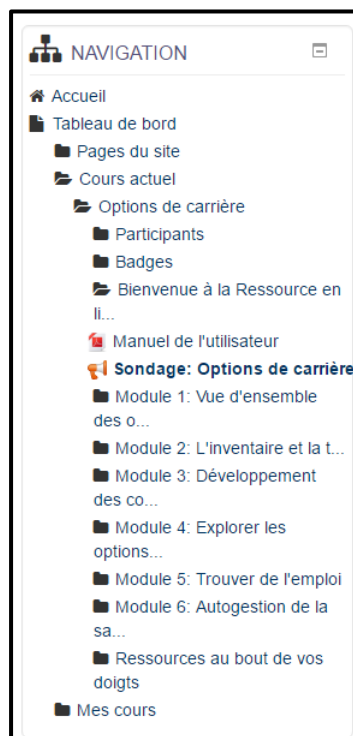 NAVIGATION
Accueil
Tableau de bord
Pages du site
Cours actuel
Options de carrière
Participants
Badges
Bienvenue à la Ressource en
li...
Manuel de l'utilisateur
Sondage: Options de carrière
Module 1: Vue d'ensemble
des o...
Module 2: L'inventaire et la t...
Module 3: Développement
des co...
Module 4: Explorer les
options...
Module 5: Trouver de l'emploi
Module 6: Autogestion de la
sa...
Ressources au bout de vos
doigts
Mes cours